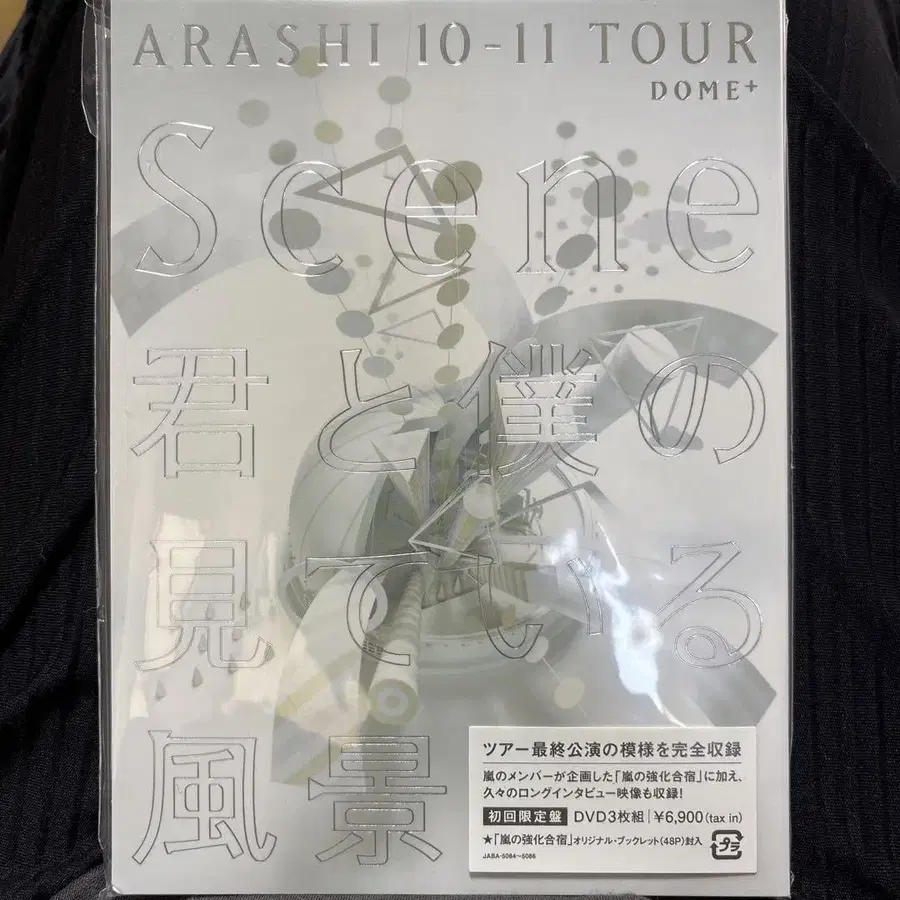 ARASHI 10-11 TOUR
DOME+
Scene
君と僕の
見ている
風景
ツアー最終公演の模様を完全収録
嵐のメンバーが企画した「嵐の強化合宿」に加え、
久々のロングインタビュー映像も収録!
初回限定盤 DVD3枚組 | ¥6,900(tax in)
★「嵐の強化合宿」オリジナル・ブックレット(48P)封入
JABA-5084~5086
プラ